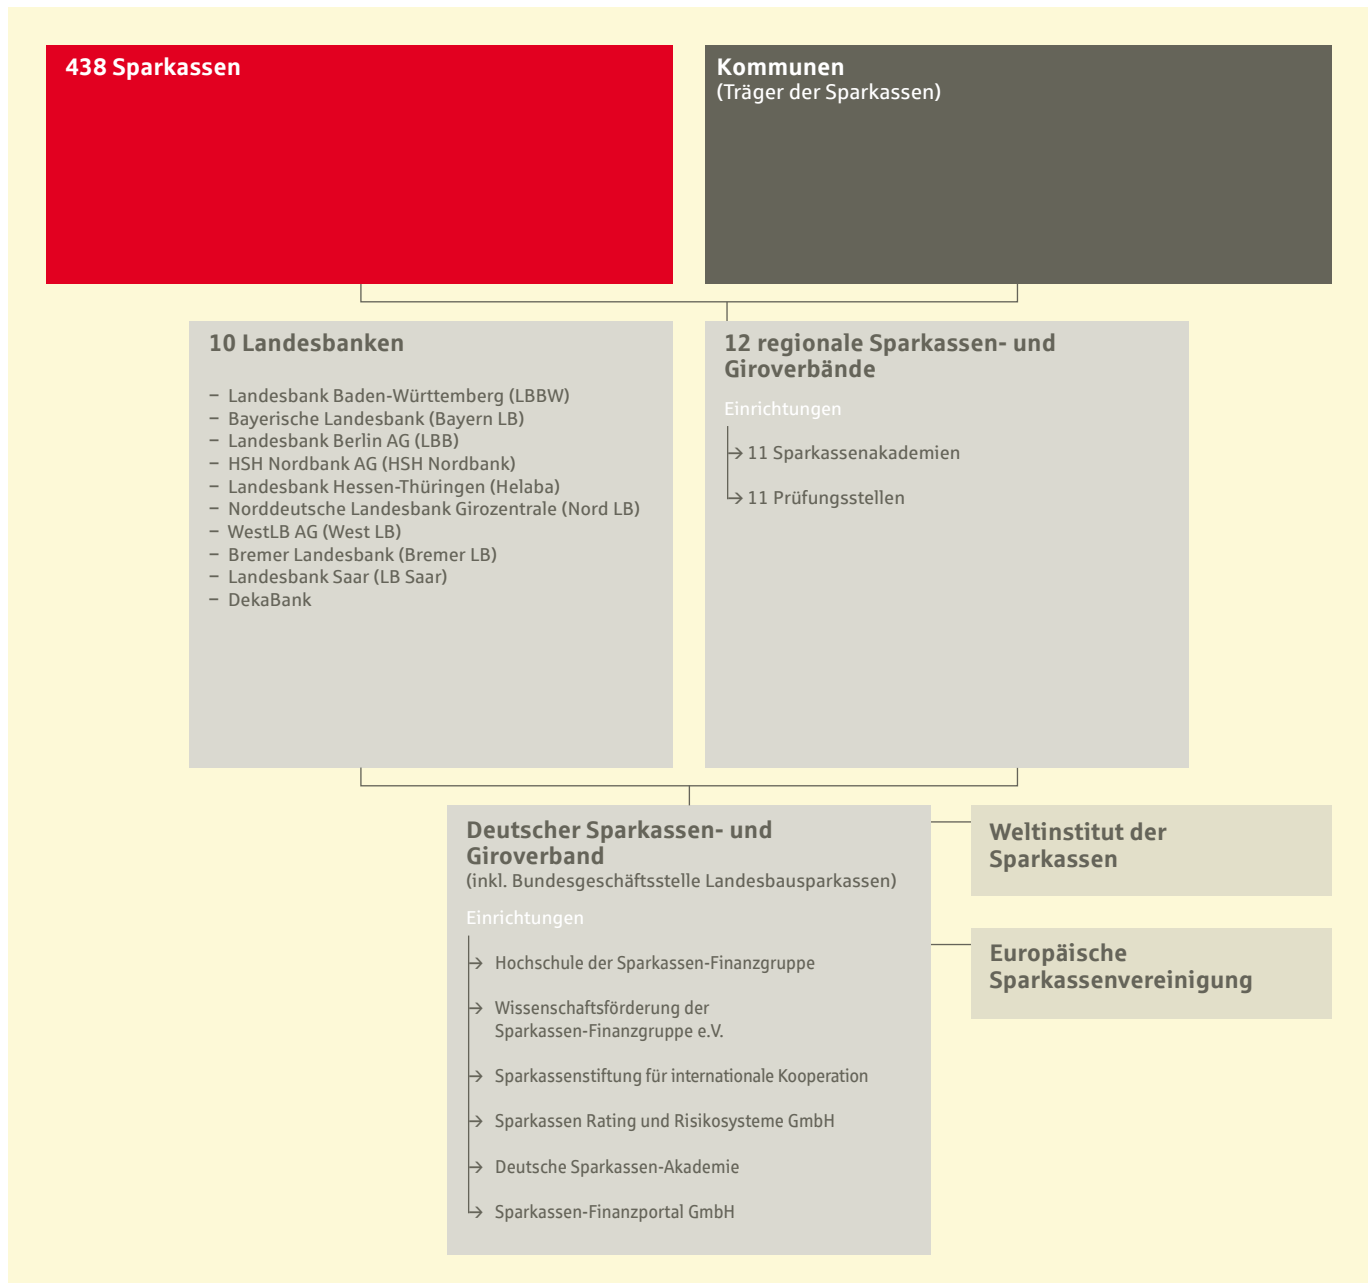 438 Sparkassen
Kommunen
(Träger der Sparkassen)
10 Landesbanken
– Landesbank Baden-Württemberg (LBBW)
– Bayerische Landesbank (Bayern LB)
– Landesbank Berlin AG (LBB)
– HSH Nordbank AG (HSH Nordbank)
– Landesbank Hessen-Thüringen (Helaba)
– Norddeutsche Landesbank Girozentrale (Nord LB)
– WestLB AG (West LB)
– Bremer Landesbank (Bremer LB)
– Landesbank Saar (LB Saar)
– DekaBank
12 regionale Sparkassen- und
Giroverbände
Einrichtungen
→ 11 Sparkassenakademien
→ 11 Prüfungsstellen
Deutscher Sparkassen- und
Giroverband
(inkl. Bundesgeschäftsstelle Landesbausparkassen)
Einrichtungen
→ Hochschule der Sparkassen-Finanzgruppe
→ Wissenschaftsförderung der
Sparkassen-Finanzgruppe e.V.
→ Sparkassenstiftung für internationale Kooperation
→ Sparkassen Rating und Risikosysteme GmbH
→ Deutsche Sparkassen-Akademie
→ Sparkassen-Finanzportal GmbH
Weltinstitut der
Sparkassen
Europäische
Sparkassenvereinigung